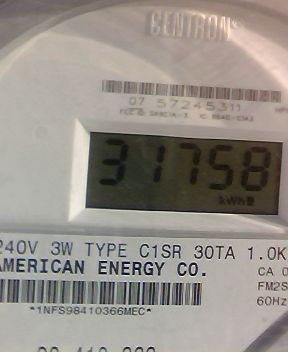 CENTRON
07 57245311
31758
kWh
240V 3W TYPE C1SR 30TA 1.0K
AMERICAN ENERGY CO.
CA 0
FM2S
60Hz
*1NFS98410366MEC*